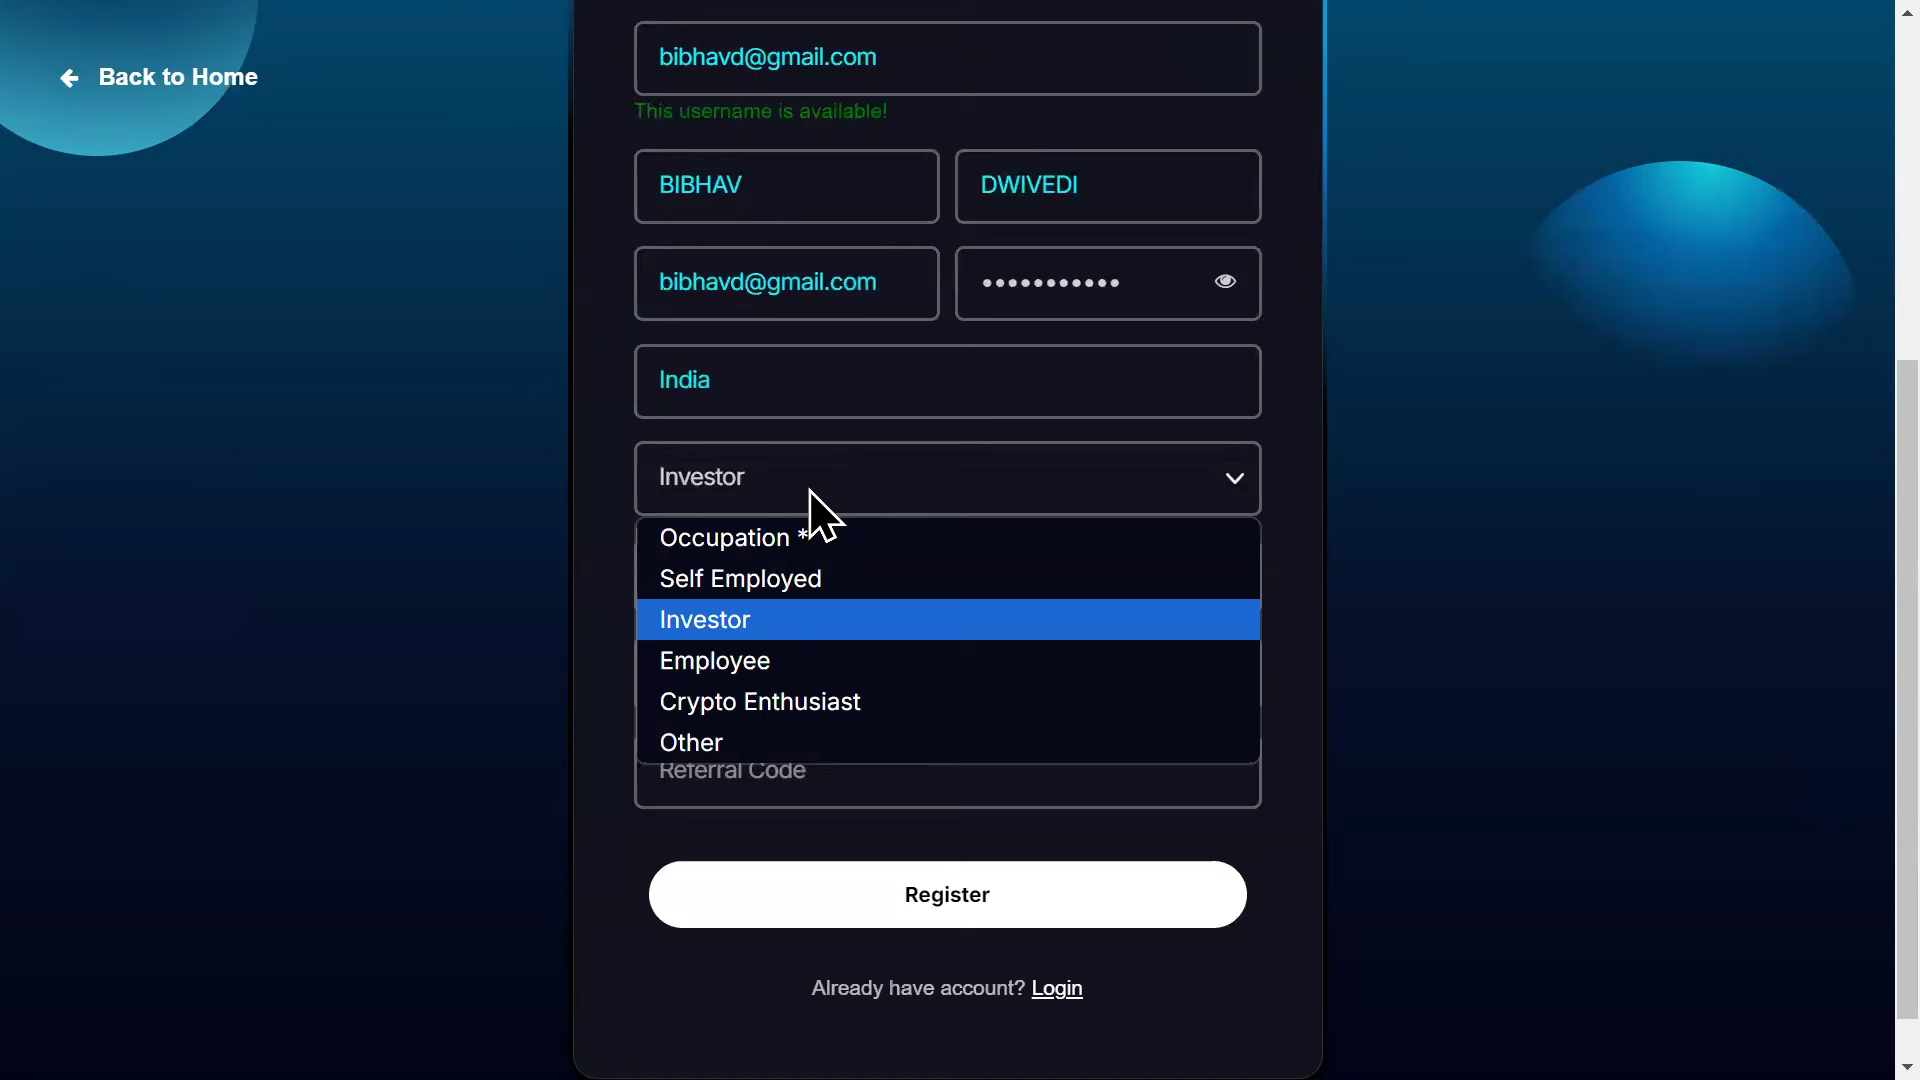 bibhavd@gmail.com
Back to Home
This username is available!
BIBHAV
DWIVEDI
bibhavd@gmail.com
India
Investor
Occupation *
Self Employed
Investor
Employee
Crypto Enthusiast
Other
Referral Code
Register
Already have account? Login